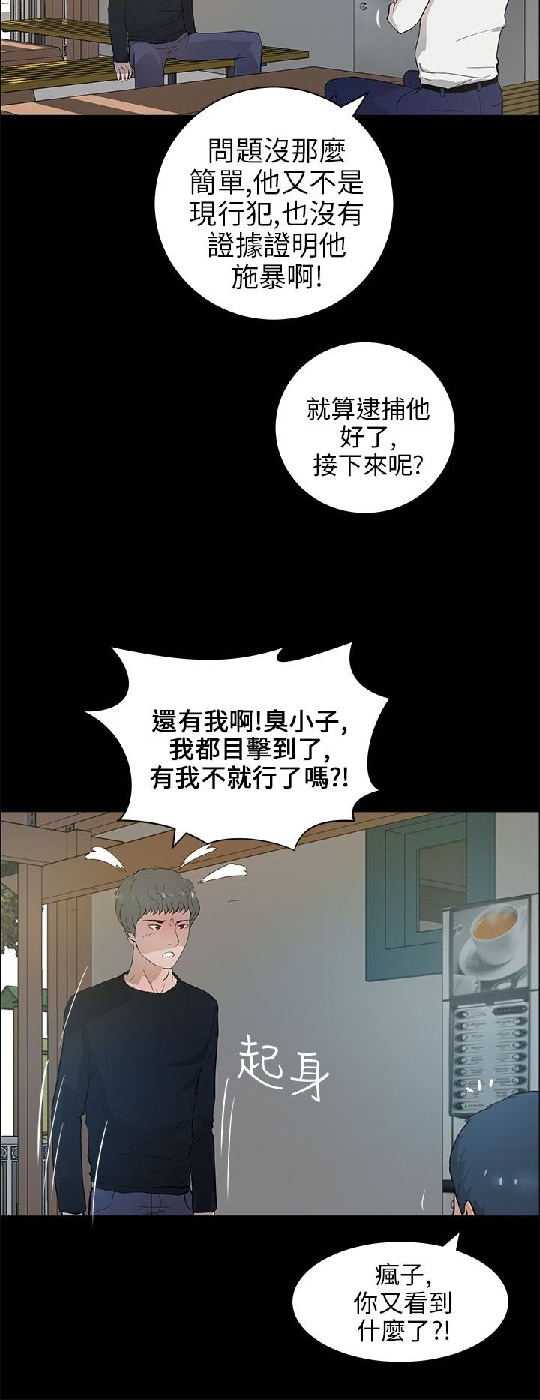 問題沒那麼
簡單,他又不是
現行犯,也沒有
證據證明他
施暴啊!
就算逮捕他
好了,
接下來呢?
還有我啊!臭小子,
我都目擊到了,
有我不就行了嗎?!
起身
瘋子,
你又看到
什麼了?!